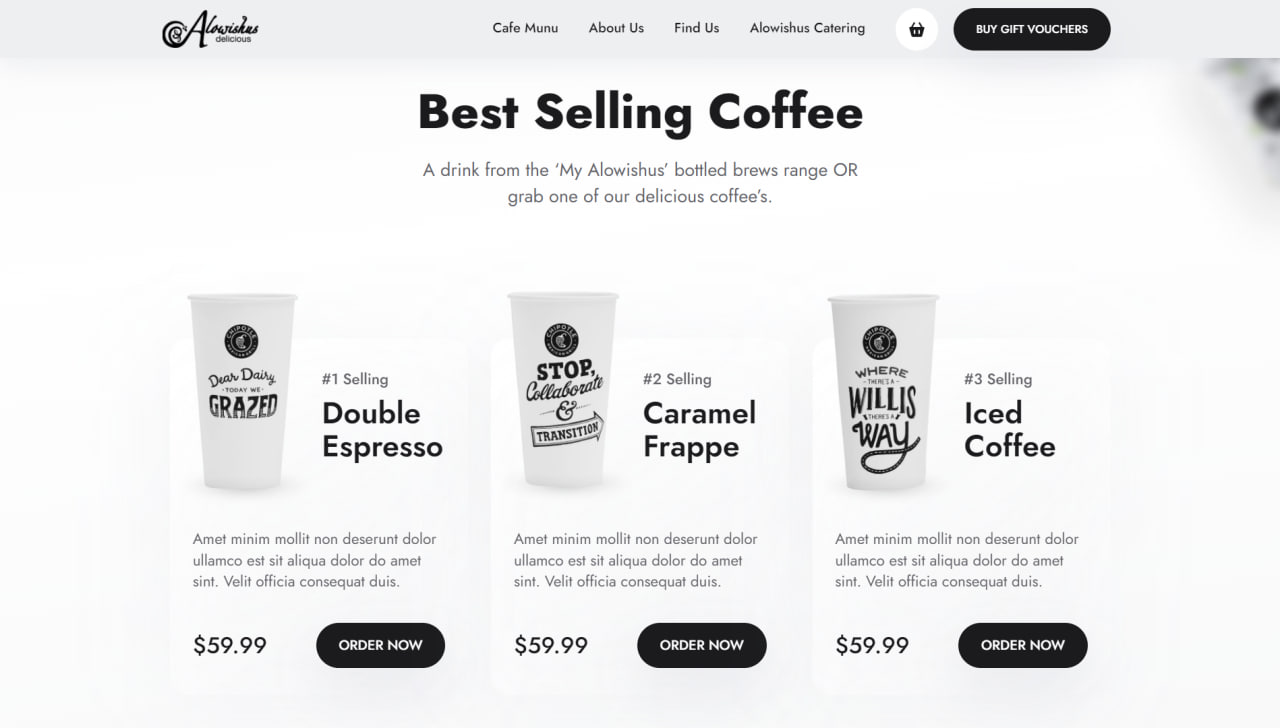 Alowishus
delicious
Cafe Munu
About Us
Find Us
Alowishus Catering
BUY GIFT VOUCHERS
Best Selling Coffee
A drink from the ‘My Alowishus’ bottled brews range OR
grab one of our delicious coffee’s.
CHIPOTLE
Dear Dairy
TODAY WE
GRAZED
#1 Selling
Double
Espresso
CHIPOTLE
STOP,
Collaborate
&
TRANSITION
#2 Selling
Caramel
Frappe
CHIPOTLE
WHERE
THERE'S A
WILLIS
THERE'S A
WAY
#3 Selling
Iced
Coffee
Amet minim mollit non deserunt dolor
ullamco est sit aliqua dolor do amet
sint. Velit officia consequat duis.
$59.99
ORDER NOW
Amet minim mollit non deserunt dolor
ullamco est sit aliqua dolor do amet
sint. Velit officia consequat duis.
$59.99
ORDER NOW
Amet minim mollit non deserunt dolor
ullamco est sit aliqua dolor do amet
sint. Velit officia consequat duis.
$59.99
ORDER NOW